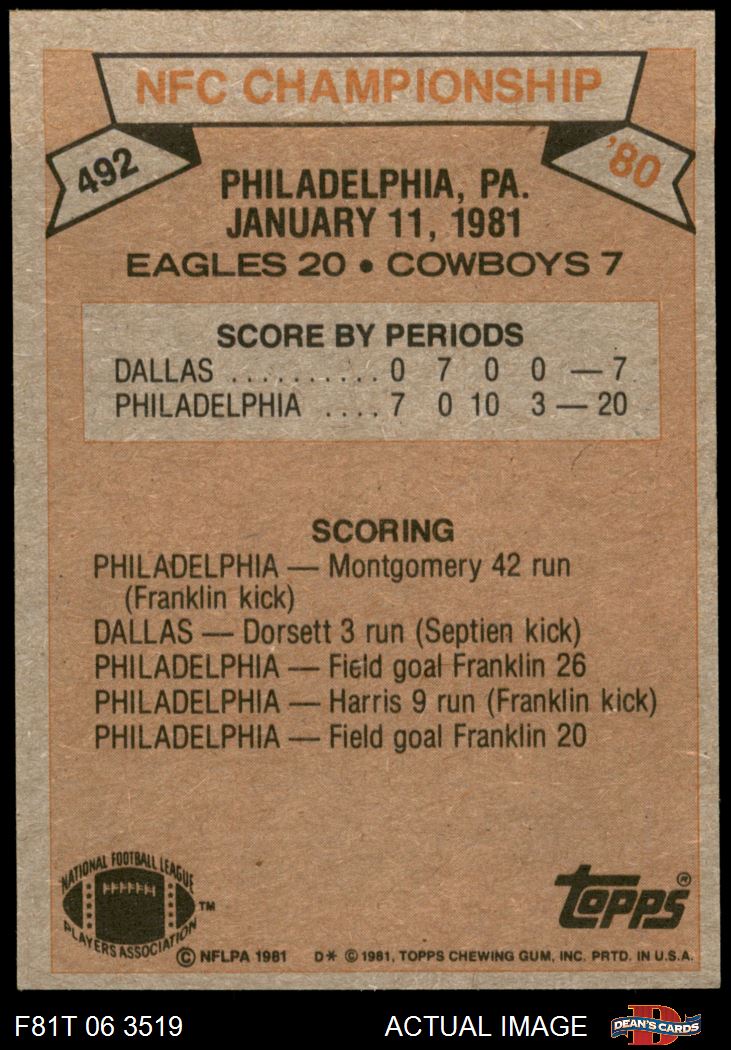 NFC CHAMPIONSHIP
492
'80
PHILADELPHIA, PA.
JANUARY 11, 1981
EAGLES 20 • COWBOYS 7
SCORE BY PERIODS
DALLAS .......... 0 7 0 0 — 7
PHILADELPHIA .... 7 0 10 3 — 20
SCORING
PHILADELPHIA — Montgomery 42 run
(Franklin kick)
DALLAS — Dorsett 3 run (Septien kick)
PHILADELPHIA — Field goal Franklin 26
PHILADELPHIA — Harris 9 run (Franklin kick)
PHILADELPHIA — Field goal Franklin 20
NATIONAL FOOTBALL LEAGUE
PLAYERS ASSOCIATION
TM
© NFLPA 1981
topps®
D* © 1981, TOPPS CHEWING GUM, INC. PRTD. IN U.S.A.
F81T 06 3519
ACTUAL IMAGE
D
DEAN'S CARDS